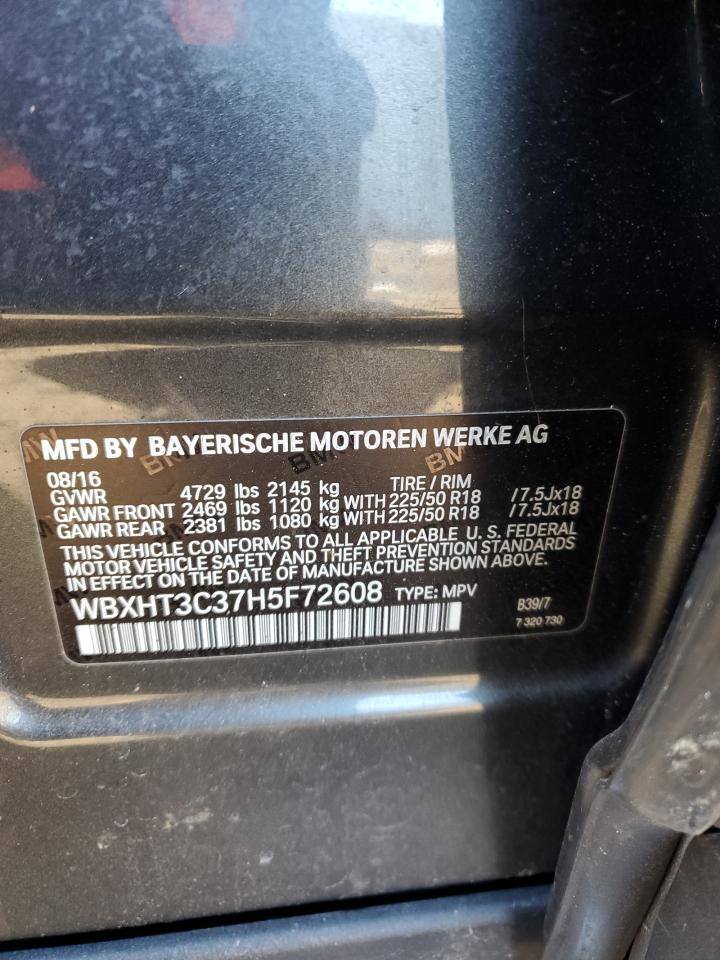 MFD BY BAYERISCHE MOTOREN WERKE AG
08/16 TIRE / RIM
GVWR 4729 lbs 2145 kg
GAWR FRONT 2469 lbs 1120 kg WITH 225/50 R18 /7.5Jx18
GAWR REAR 2381 lbs 1080 kg WITH 225/50 R18 /7.5Jx18
THIS VEHICLE CONFORMS TO ALL APPLICABLE U. S. FEDERAL
MOTOR VEHICLE SAFETY AND THEFT PREVENTION STANDARDS
IN EFFECT ON THE DATE OF MANUFACTURE SHOWN ABOVE.
WBXHT3C37H5F72608 TYPE: MPV
B39/7
7 320 730